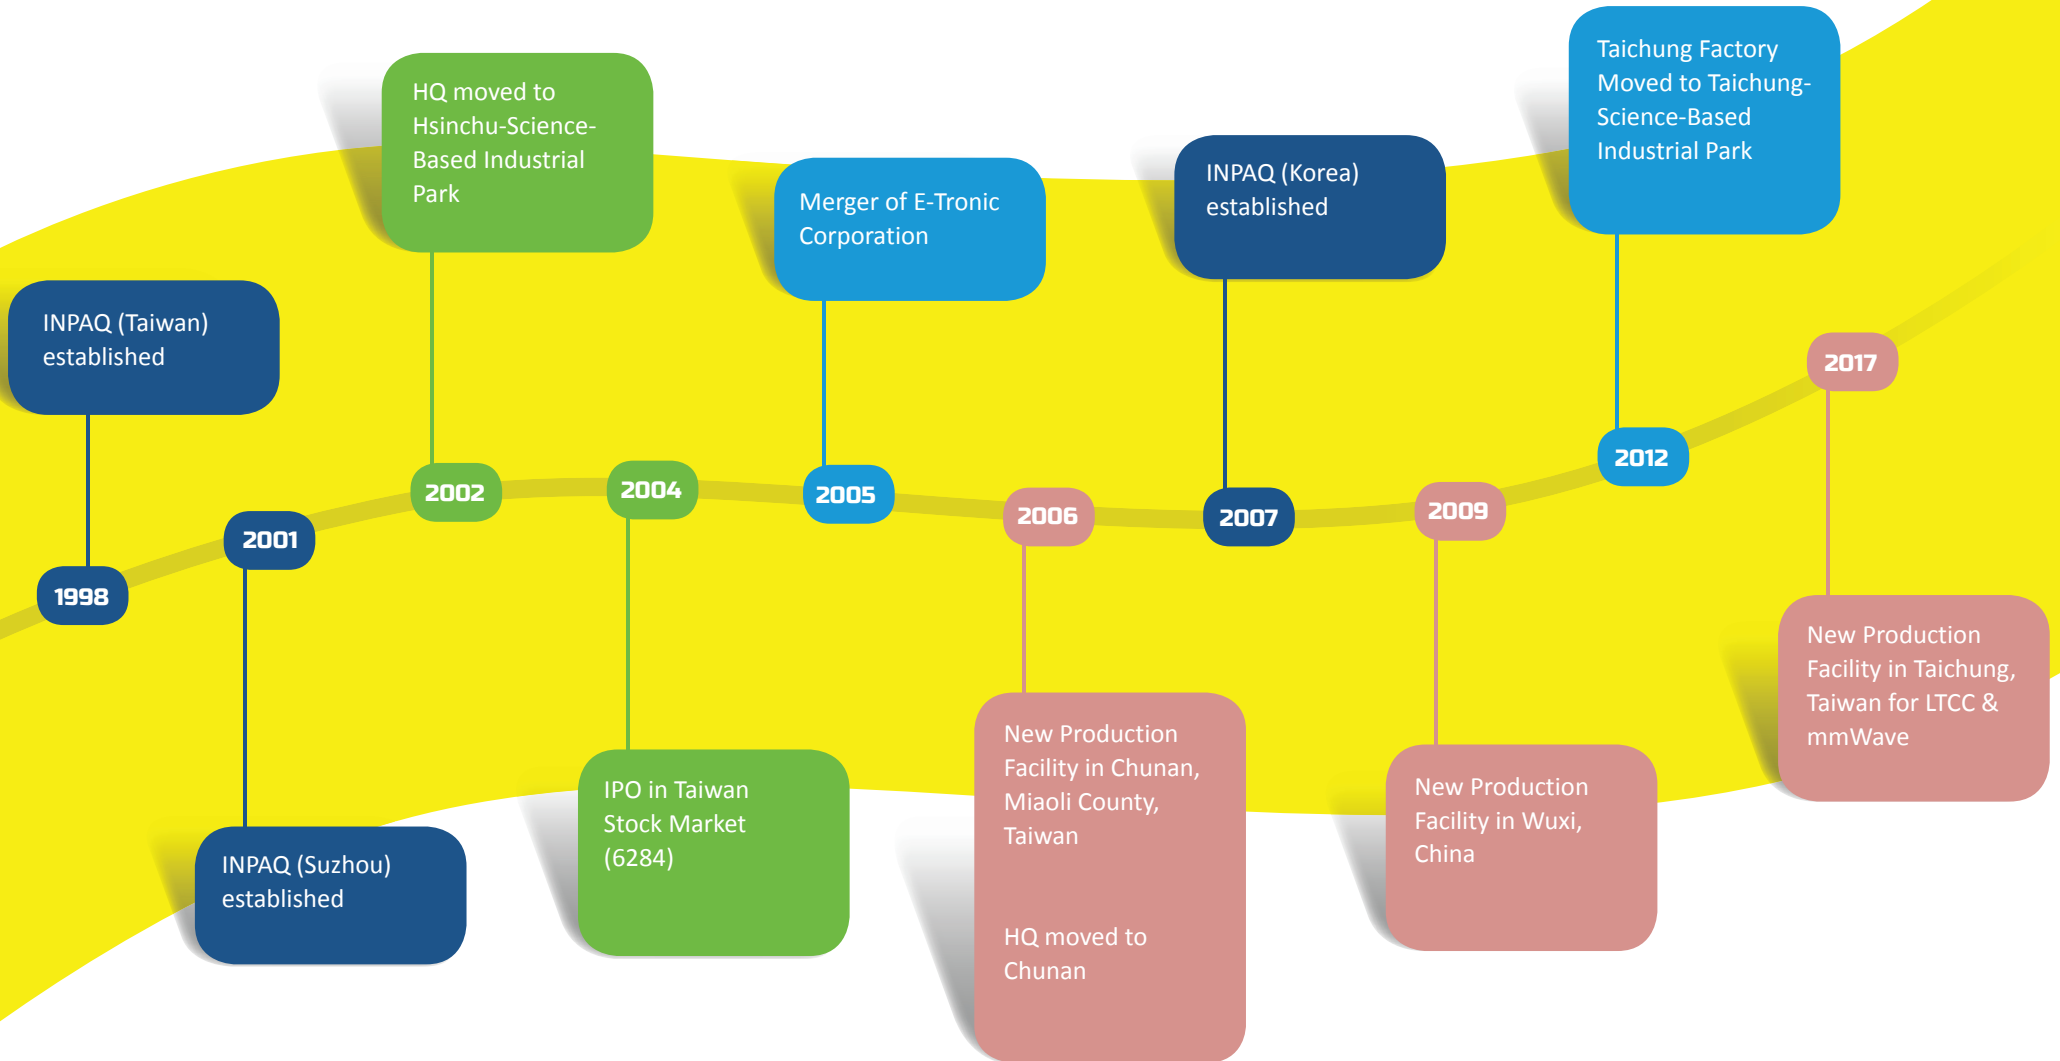 INPAQ (Taiwan)
established
1998
2001
INPAQ (Suzhou)
established
HQ moved to
Hsinchu-Science-
Based Industrial
Park
2002
2004
IPO in Taiwan
Stock Market
(6284)
Merger of E-Tronic
Corporation
2005
2006
New Production
Facility in Chunan,
Miaoli County,
Taiwan
HQ moved to
Chunan
INPAQ (Korea)
established
2007
2009
New Production
Facility in Wuxi,
China
Taichung Factory
Moved to Taichung-
Science-Based
Industrial Park
2012
2017
New Production
Facility in Taichung,
Taiwan for LTCC &
mmWave